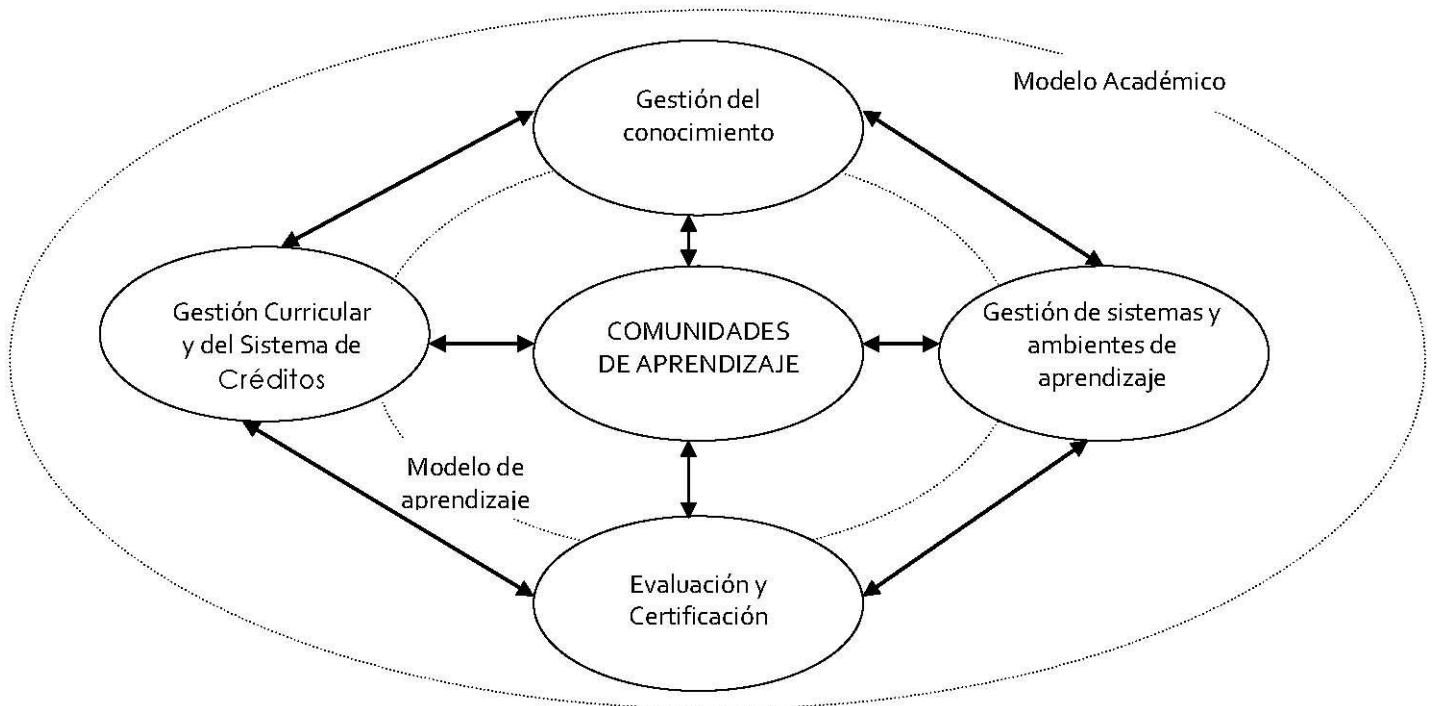 Modelo Académico
Gestión del
conocimiento
Gestión Curricular
y del Sistema de
Créditos
COMUNIDADES
DE APRENDIZAJE
Gestión de sistemas y
ambientes de
aprendizaje
Modelo de
aprendizaje
Evaluación y
Certificación